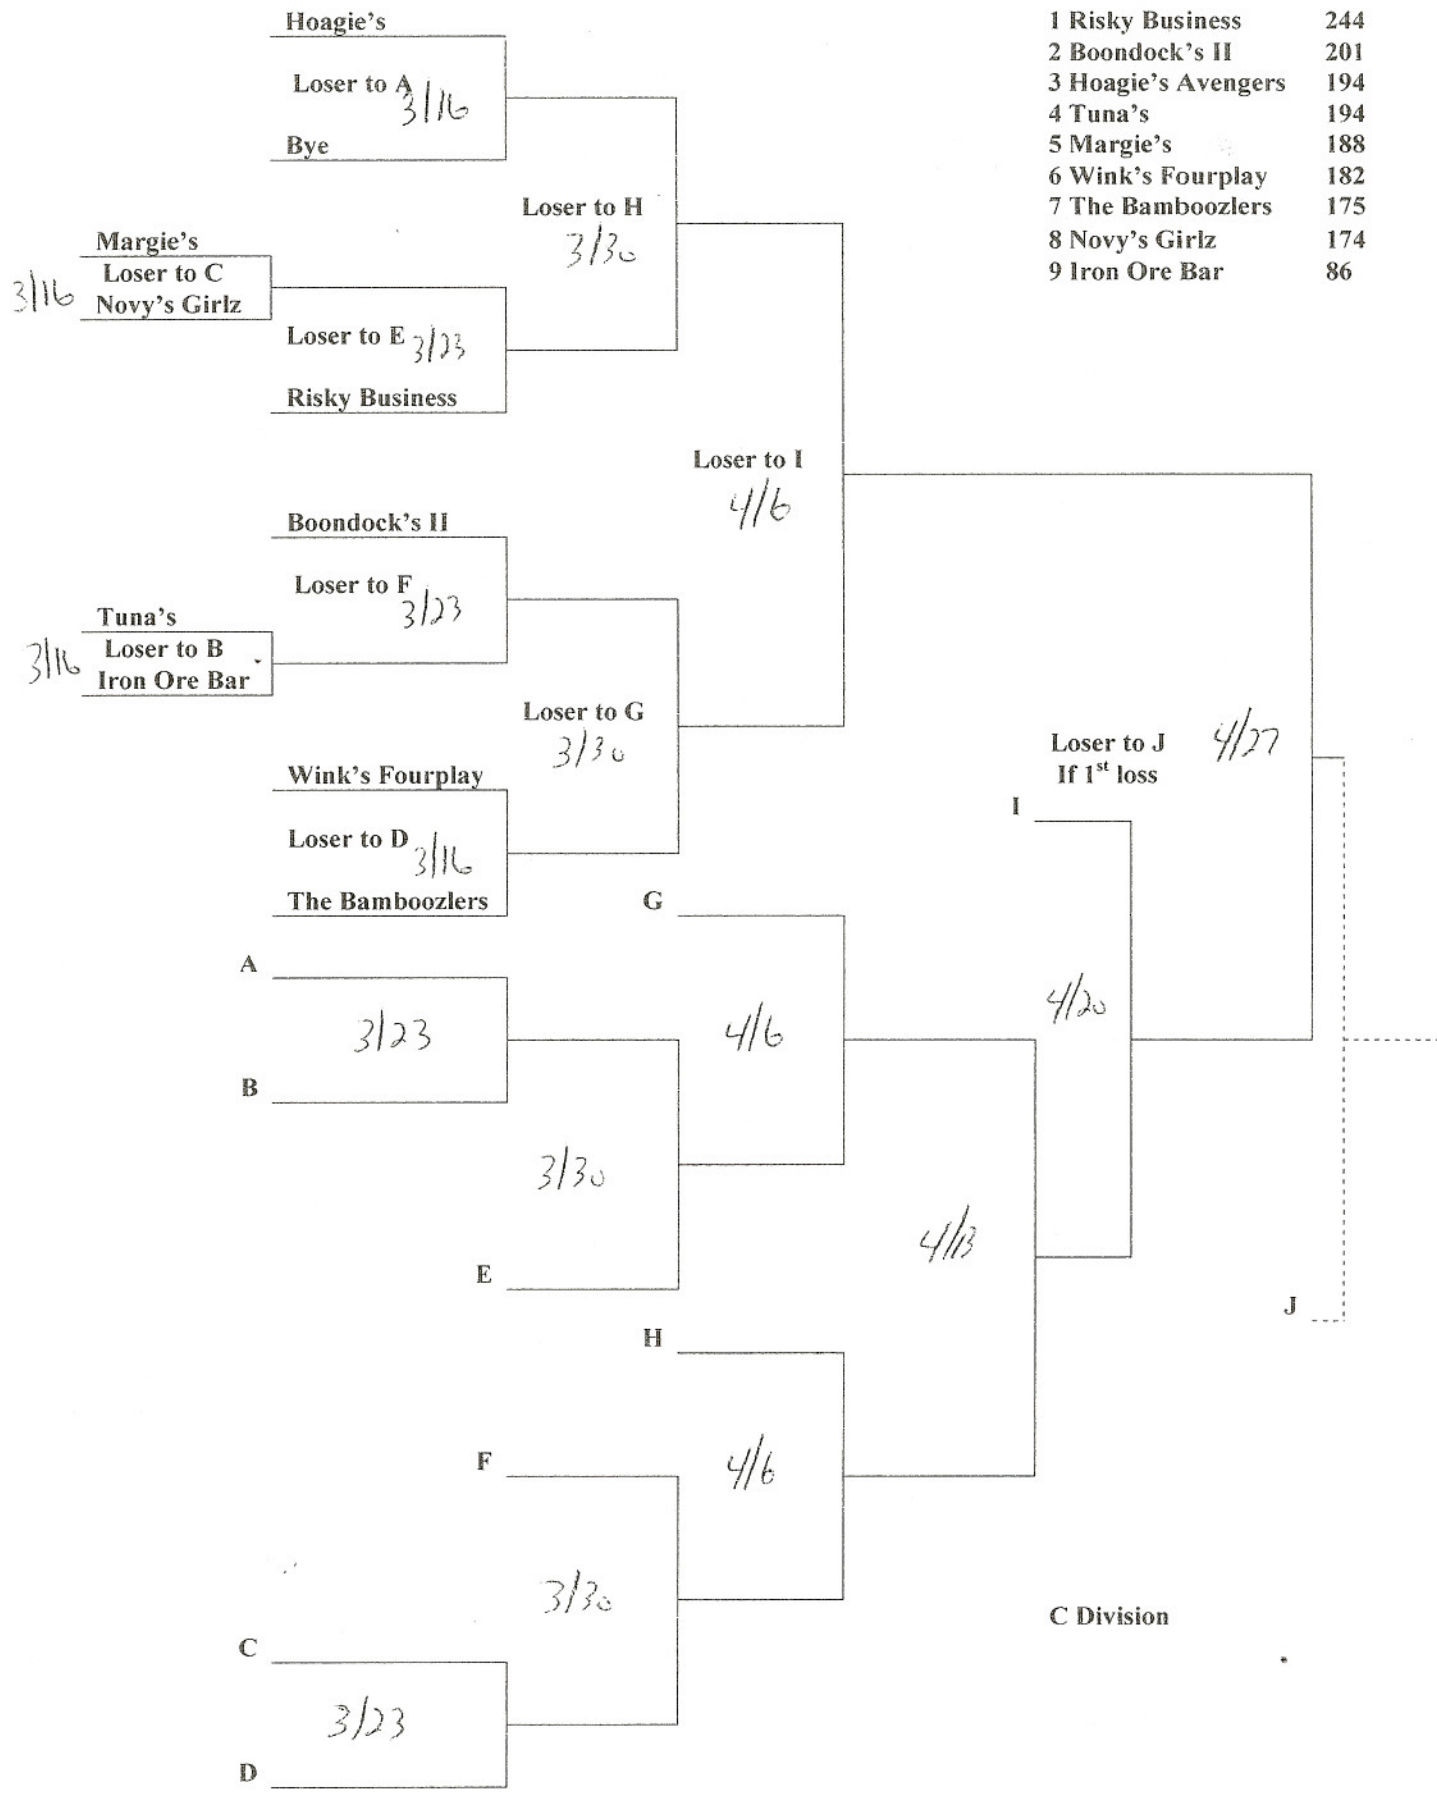 Hoagie's
Loser to A
3/16
Bye
Loser to H
3/30
Margie's
3/16
Loser to C
Novy's Girlz
Loser to E
3/23
Risky Business
1 Risky Business 244
2 Boondock's II 201
3 Hoagie's Avengers 194
4 Tuna's 194
5 Margie's 188
6 Wink's Fourplay 182
7 The Bamboozlers 175
8 Novy's Girlz 174
9 Iron Ore Bar 86
Loser to I
4/6
Boondock's II
Loser to F
3/23
Tuna's
3/16
Loser to B
Iron Ore Bar
Loser to G
3/30
Wink's Fourplay
Loser to D
3/16
The Bamboozlers
Loser to J
If 1st loss
4/27
I
G
A
3/23
B
4/6
4/20
3/30
E
4/13
J
H
F
4/6
3/30
C
3/23
D
C Division